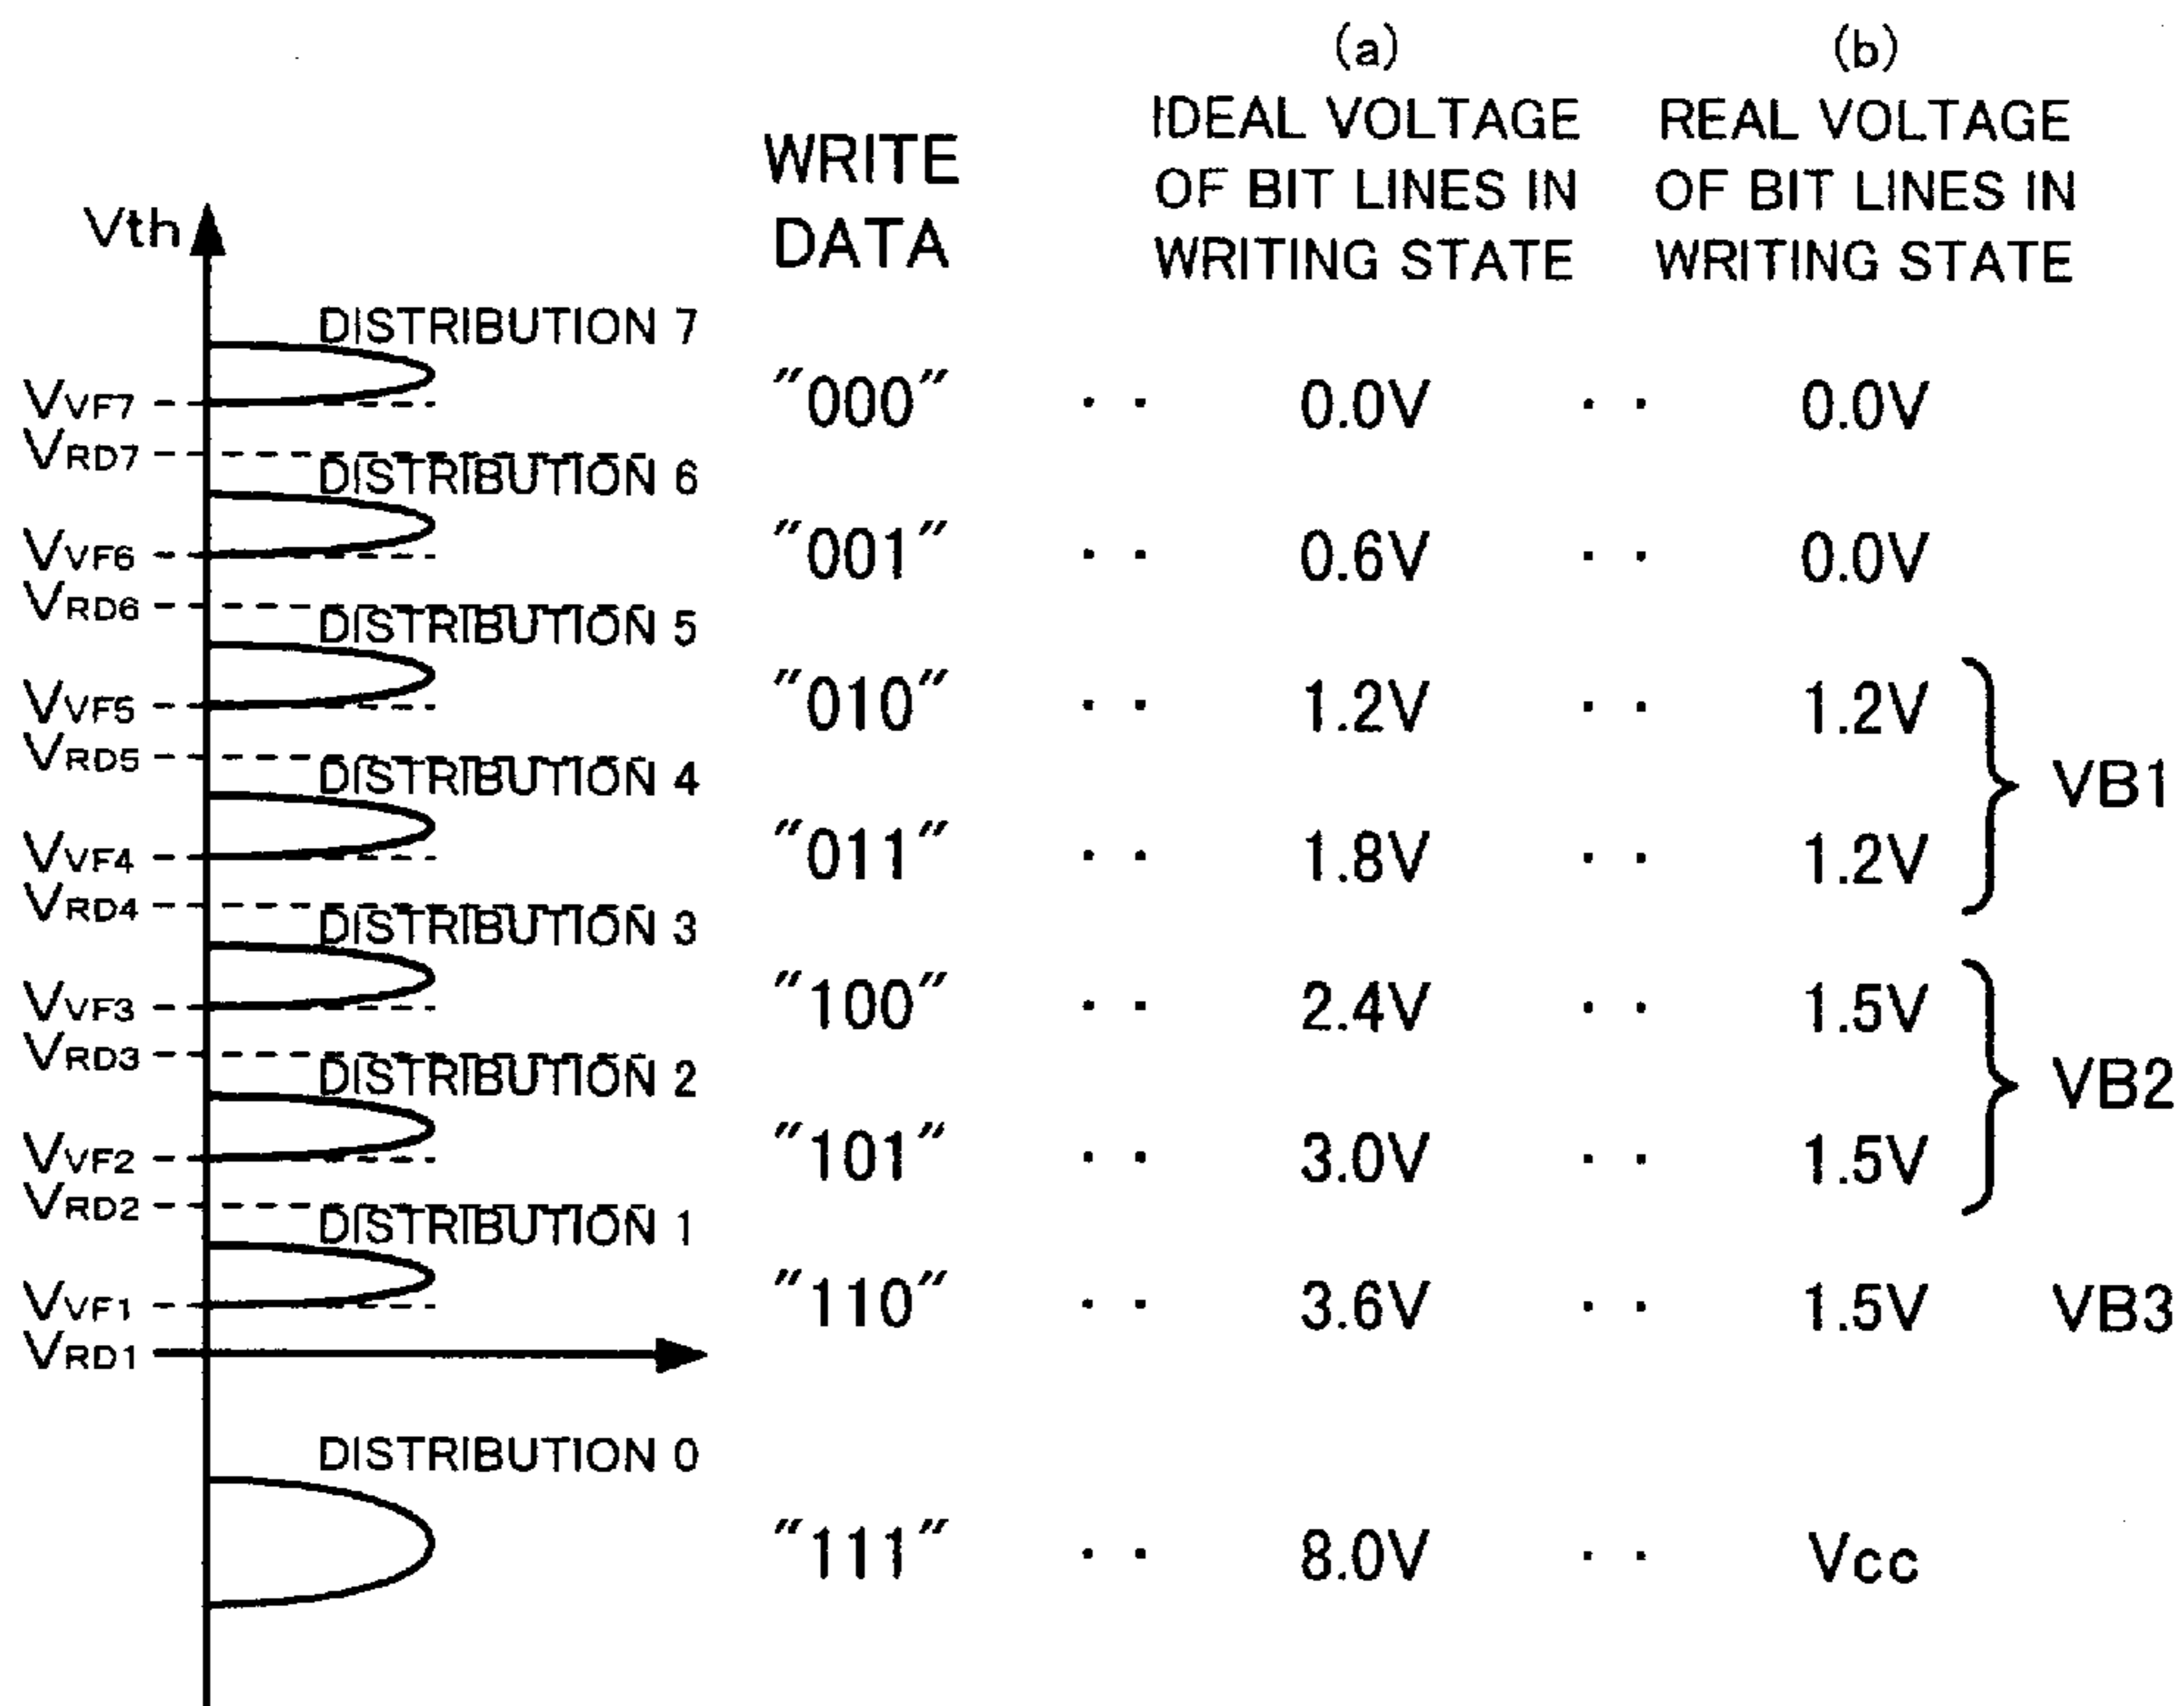 (a) (b)
IDEAL VOLTAGE REAL VOLTAGE
WRITE OF BIT LINES IN OF BIT LINES IN
Vth DATA WRITING STATE WRITING STATE
DISTRIBUTION 7
VVF7 "000" ・・ 0.0V ・・ 0.0V
VRD7
DISTRIBUTION 6
VVF6 "001" ・・ 0.6V ・・ 0.0V
VRD6
DISTRIBUTION 5
VVF5 "010" ・・ 1.2V ・・ 1.2V
VRD5
DISTRIBUTION 4 VB1
VVF4 "011" ・・ 1.8V ・・ 1.2V
VRD4
DISTRIBUTION 3
VVF3 "100" ・・ 2.4V ・・ 1.5V
VRD3
DISTRIBUTION 2 VB2
VVF2 "101" ・・ 3.0V ・・ 1.5V
VRD2
DISTRIBUTION 1
VVF1 "110" ・・ 3.6V ・・ 1.5V VB3
VRD1
DISTRIBUTION 0
"111" ・・ 8.0V ・・ Vcc